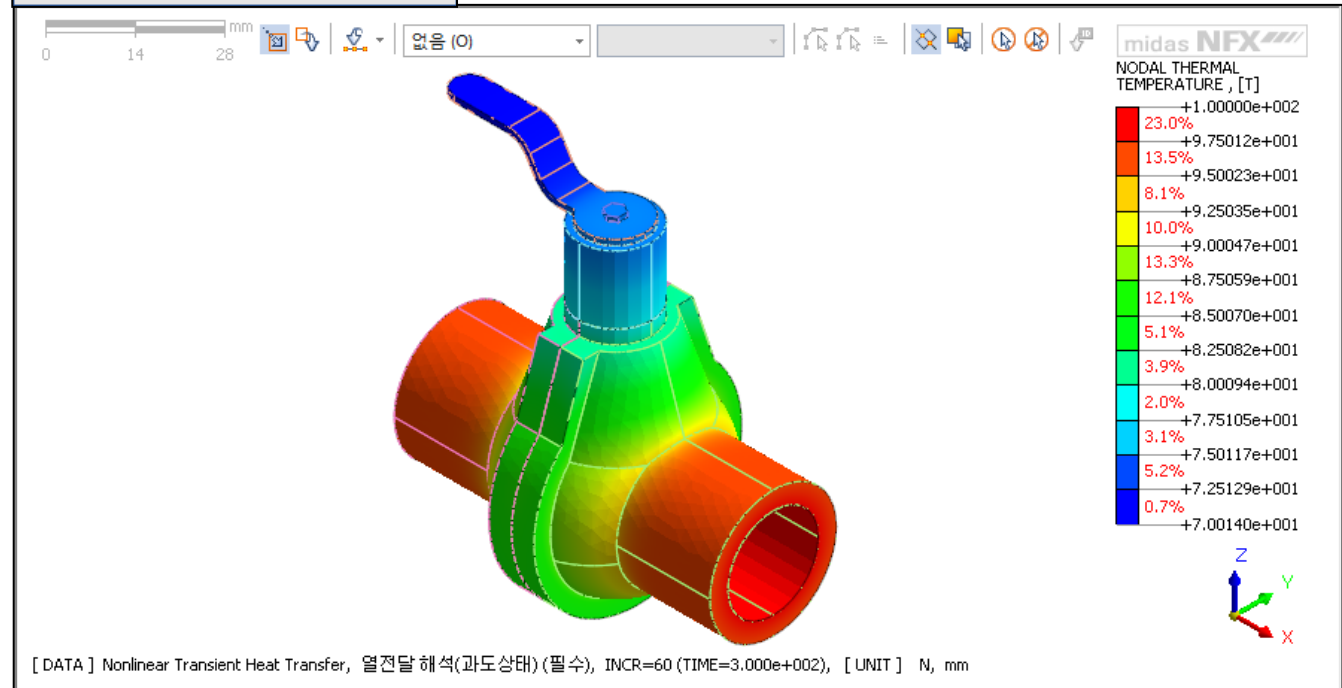 mm
0 14 28
없음 (O)
midas NFX
NODAL THERMAL
TEMPERATURE , [T]
+1.00000e+002
23.0%
+9.75012e+001
13.5%
+9.50023e+001
8.1%
+9.25035e+001
10.0%
+9.00047e+001
13.3%
+8.75059e+001
12.1%
+8.50070e+001
5.1%
+8.25082e+001
3.9%
+8.00094e+001
2.0%
+7.75105e+001
3.1%
+7.50117e+001
5.2%
+7.25129e+001
0.7%
+7.00140e+001
Z
Y
X
[ DATA ] Nonlinear Transient Heat Transfer, 열전달 해석(과도상태) (필수), INCR=60 (TIME=3.000e+002), [ UNIT ] N, mm